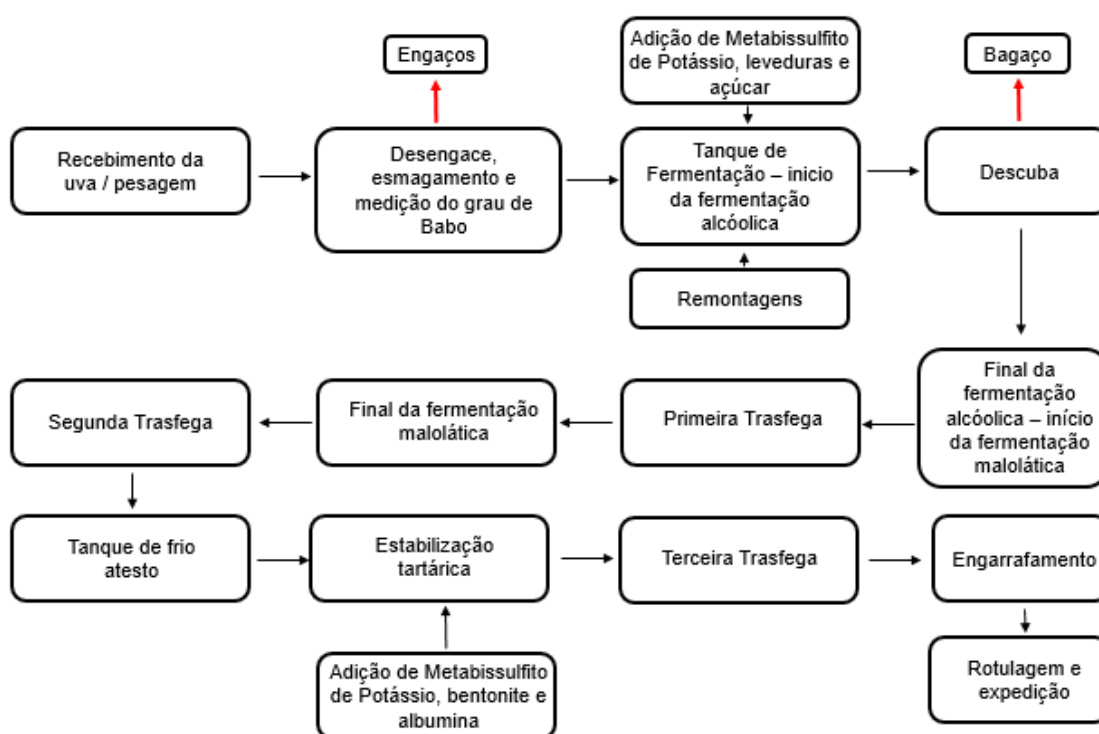 Engaços
Adição de Metabissulfito
de Potássio, leveduras e
açúcar
Bagaço
Recebimento da
uva / pesagem
Desengace,
esmagamento e
medição do grau de
Babo
Tanque de
Fermentação – inicio
da fermentação
alcóolica
Descuba
Remontagens
Segunda Trasfega
Final da fermentação
malolática
Primeira Trasfega
Final da
fermentação
alcóolica – início
da fermentação
malolática
Tanque de frio
atesto
Estabilização
tartárica
Terceira Trasfega
Engarrafamento
Adição de Metabissulfito
de Potássio, bentonite e
albumina
Rotulagem e
expedição